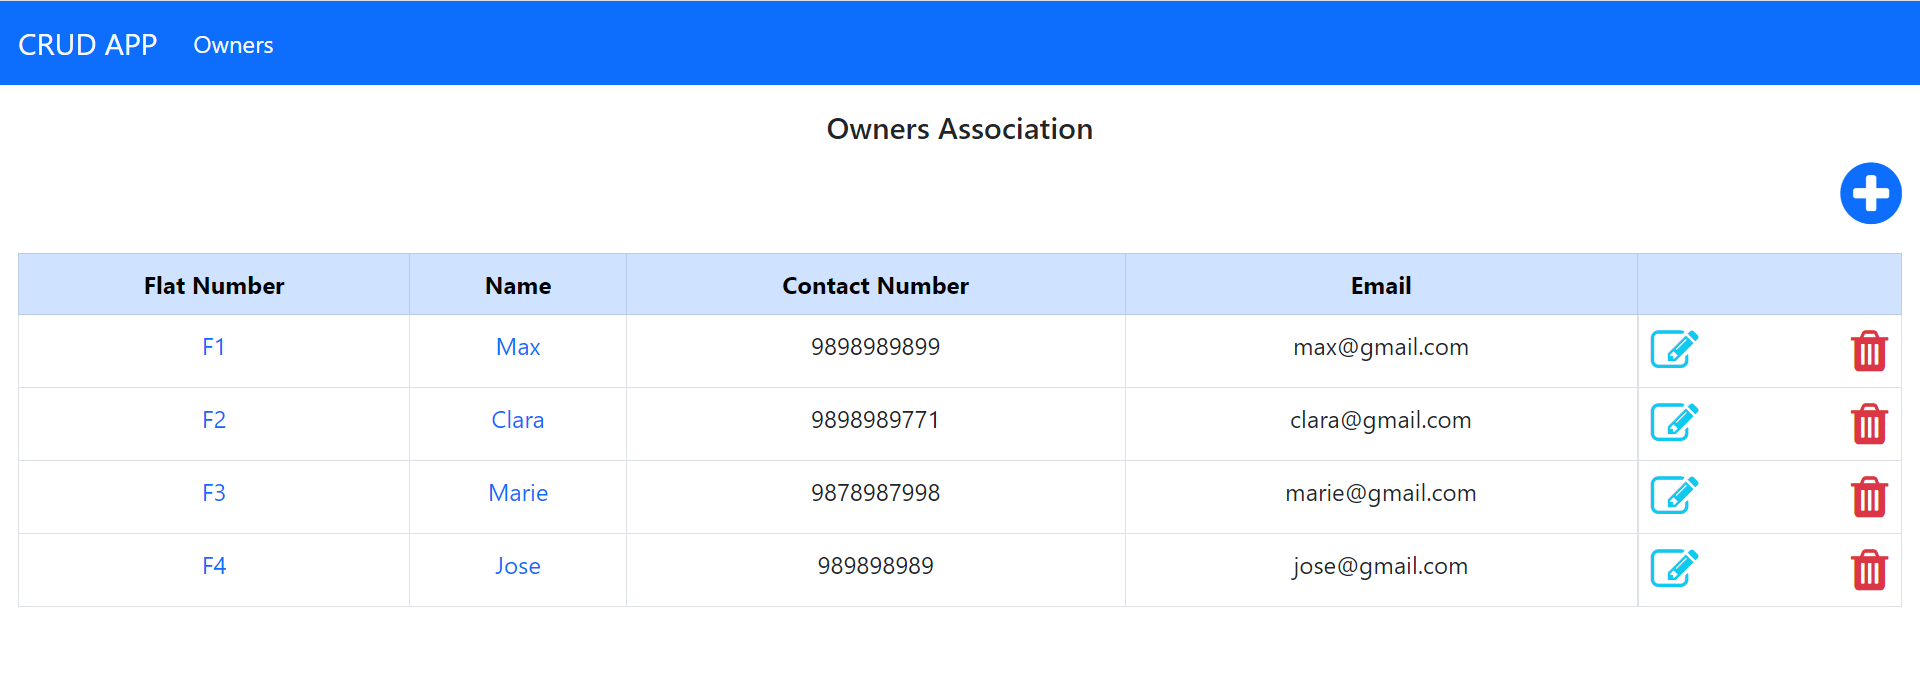 CRUD APP Owners
Owners Association
Flat Number Name Contact Number Email
F1 Max 9898989899 max@gmail.com
F2 Clara 9898989771 clara@gmail.com
F3 Marie 9878987998 marie@gmail.com
F4 Jose 989898989 jose@gmail.com